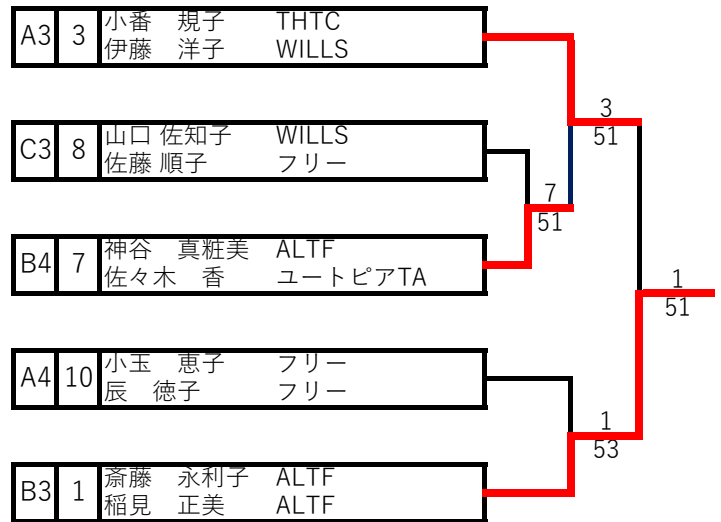 A3 3 小番　規子 THTC
伊藤　洋子 WILLS
3
51
C3 8 山口 佐知子 WILLS
佐藤 順子 フリー
7
51
B4 7 神谷　真粧美 ALTF
佐々木　香 ユートピアTA
1
51
A4 10 小玉　恵子 フリー
辰　徳子 フリー
1
53
B3 1 斎藤　永利子 ALTF
稲見　正美 ALTF